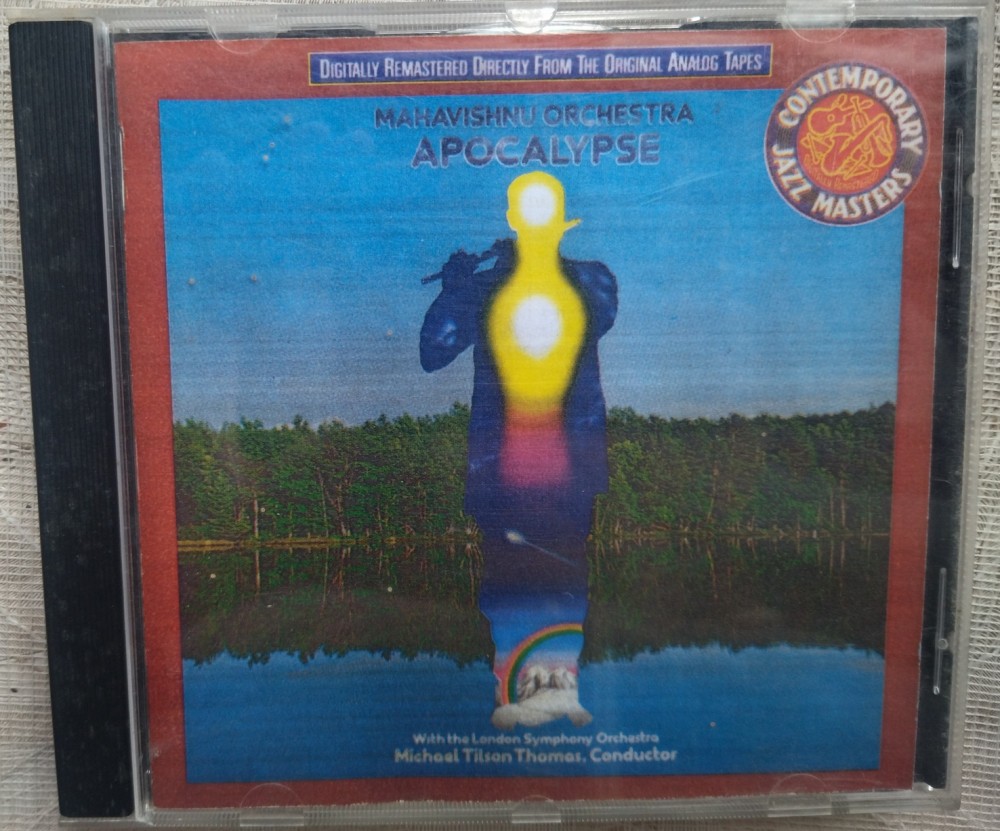 Digitally Remastered Directly From The Original Analog Tapes
MAHAVISHNU ORCHESTRA
APOCALYPSE
CONTEMPORARY
JAZZ MASTERS
With the London Symphony Orchestra
Michael Tilson Thomas, Conductor